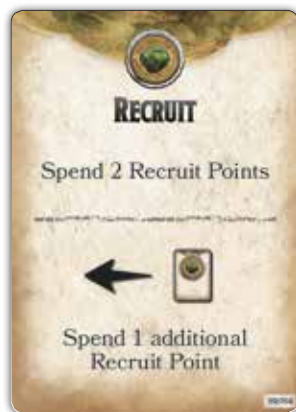 RECRUIT
Spend 2 Recruit Points
Spend 1 additional
Recruit Point